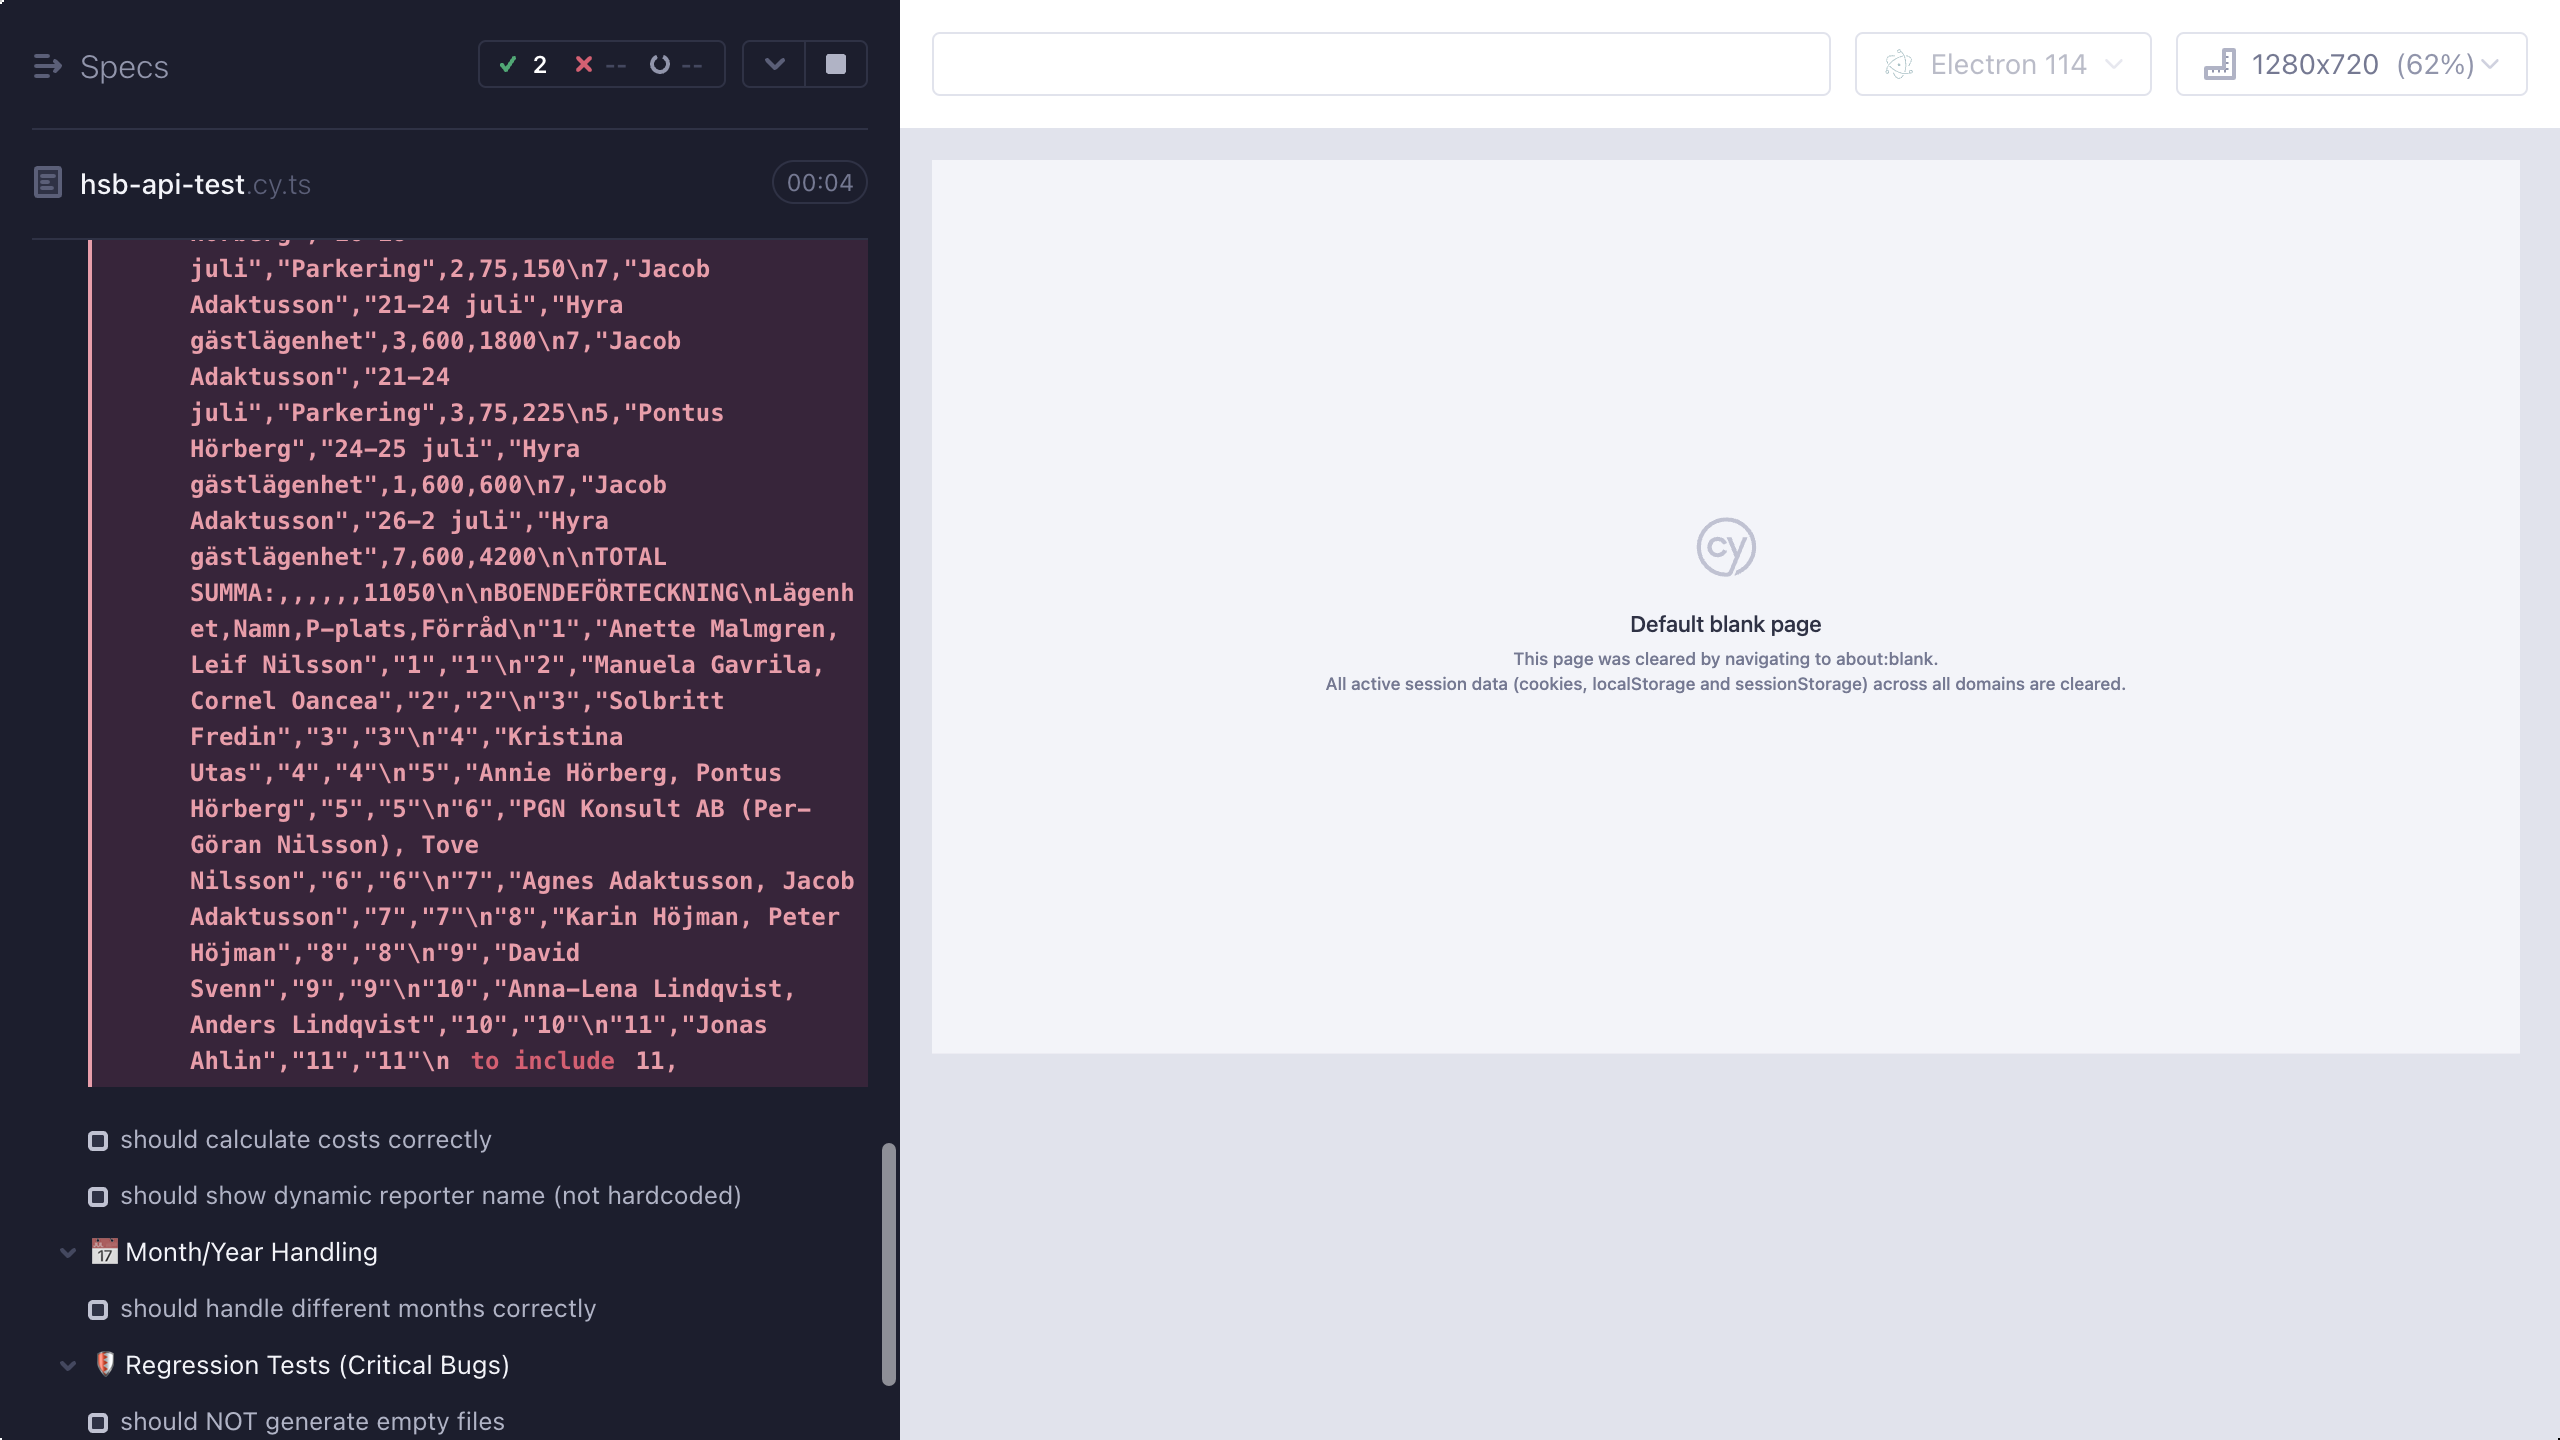 Specs
2
--
--
hsb-api-test.cy.ts
00:04
juli","Parkering",2,75,150\n7,"Jacob
Adaktusson","21–24 juli","Hyra
gästlägenhet",3,600,1800\n7,"Jacob
Adaktusson","21–24
juli","Parkering",3,75,225\n5,"Pontus
Hörberg","24–25 juli","Hyra
gästlägenhet",1,600,600\n7,"Jacob
Adaktusson","26–2 juli","Hyra
gästlägenhet",7,600,4200\n\nTOTAL
SUMMA:,,,,,,11050\n\nBOENDEFÖRTECKNING\nLägenh
et,Namn,P–plats,Förråd\n"1","Anette Malmgren,
Leif Nilsson","1","1"\n"2","Manuela Gavrila,
Cornel Oancea","2","2"\n"3","Solbritt
Fredin","3","3"\n"4","Kristina
Utas","4","4"\n"5","Annie Hörberg, Pontus
Hörberg","5","5"\n"6","PGN Konsult AB (Per–
Göran Nilsson), Tove
Nilsson","6","6"\n"7","Agnes Adaktusson, Jacob
Adaktusson","7","7"\n"8","Karin Höjman, Peter
Höjman","8","8"\n"9","David
Svenn","9","9"\n"10","Anna–Lena Lindqvist,
Anders Lindqvist","10","10"\n"11","Jonas
Ahlin","11","11"\n to include 11,
should calculate costs correctly
should show dynamic reporter name (not hardcoded)
17 Month/Year Handling
should handle different months correctly
Regression Tests (Critical Bugs)
should NOT generate empty files
Electron 114
1280x720 (62%)
cy
Default blank page
This page was cleared by navigating to about:blank.
All active session data (cookies, localStorage and sessionStorage) across all domains are cleared.